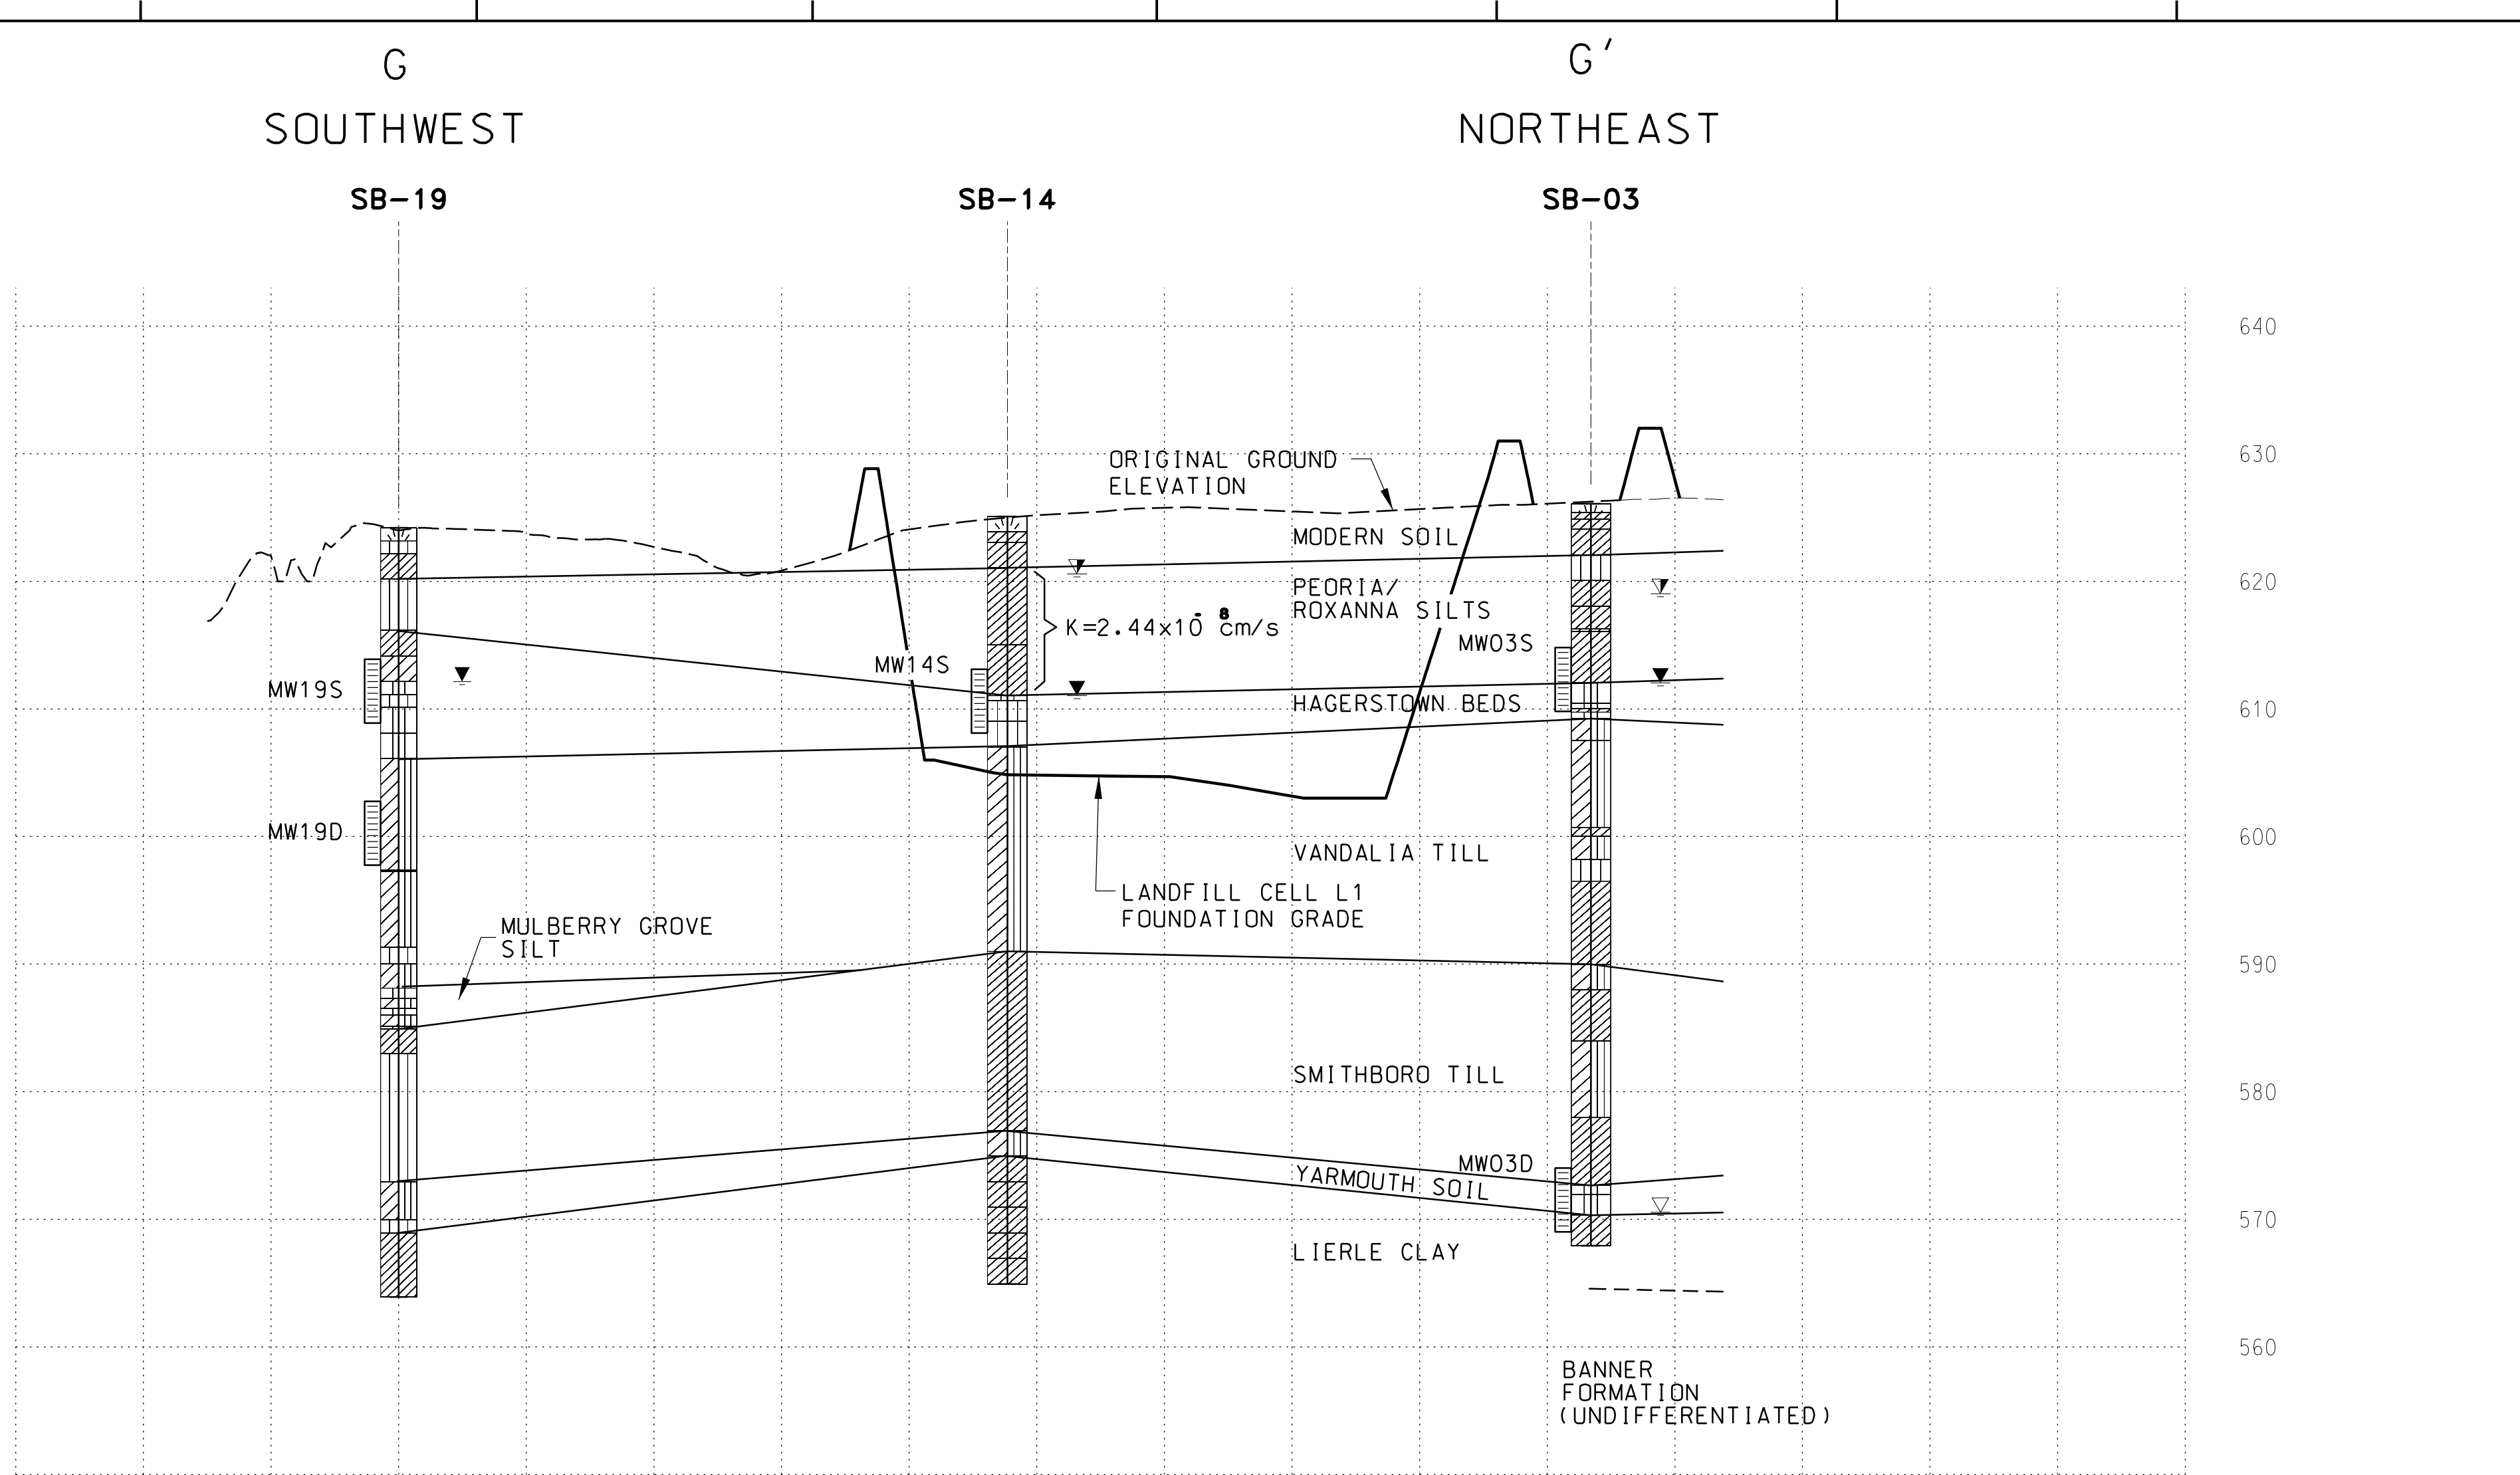 G
G'
SOUTHWEST
NORTHEAST
SB-19
SB-14
SB-03
640
630
ORIGINAL GROUND
ELEVATION
MODERN SOIL
620
PEORIA/
ROXANNA SILTS
K=2.44x10⁻⁸ cm/s
MW03S
MW14S
MW19S
HAGERSTOWN BEDS
610
MW19D
600
VANDALIA TILL
LANDFILL CELL L1
FOUNDATION GRADE
MULBERRY GROVE
SILT
590
SMITHBORO TILL
580
MW03D
YARMOUTH SOIL
570
LIERLE CLAY
560
BANNER
FORMATION
(UNDIFFERENTIATED)